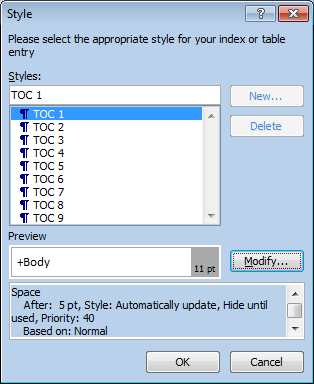 Style
Please select the appropriate style for your index or table
entry
Styles:
TOC 1
New...
¶ TOC 1
Delete
¶ TOC 2
¶ TOC 3
¶ TOC 4
¶ TOC 5
¶ TOC 6
¶ TOC 7
¶ TOC 8
¶ TOC 9
Preview
+Body
11 pt
Modify...
Space
After: 5 pt, Style: Automatically update, Hide until
used, Priority: 40
Based on: Normal
OK
Cancel